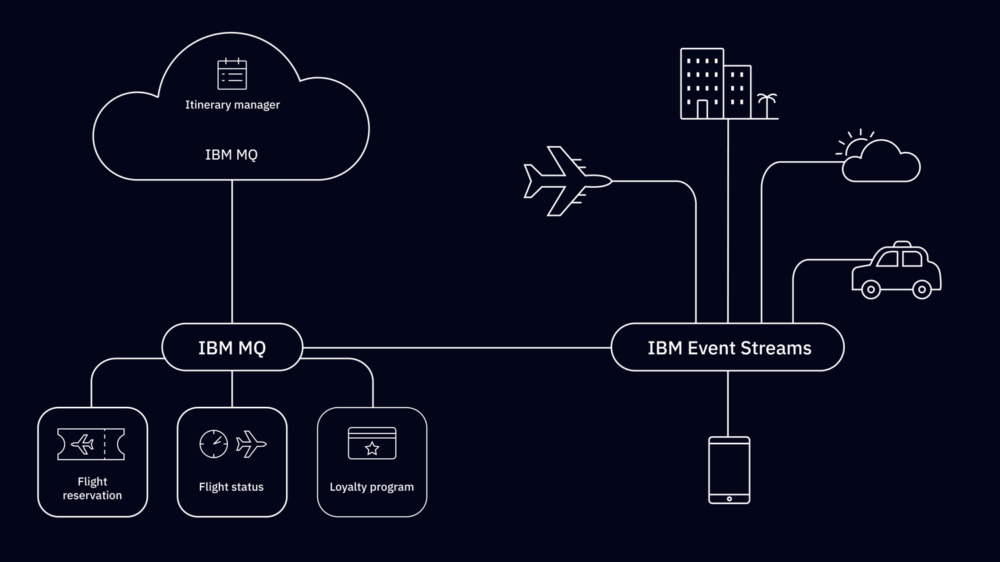 Itinerary manager
IBM MQ
IBM MQ
IBM Event Streams
Flight
reservation
Flight status
Loyalty program